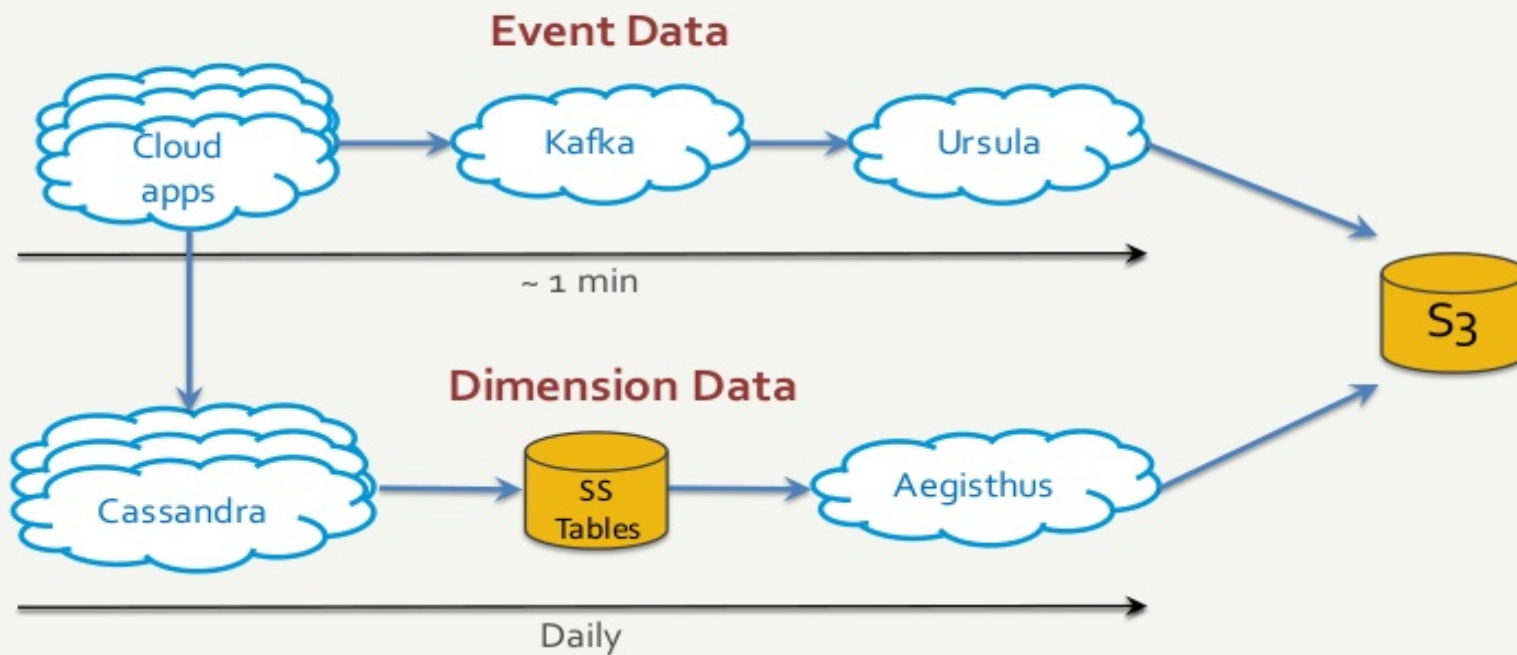 Event Data
Cloud
apps
Kafka
Ursula
~ 1 min
S3
Dimension Data
Cassandra
SS
Tables
Aegisthus
Daily